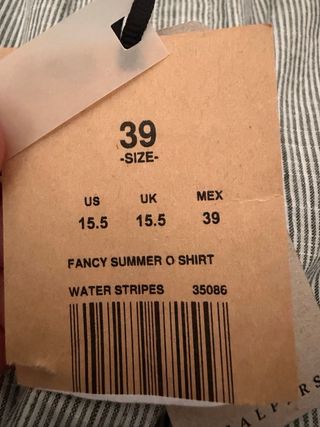 39
-SIZE-
US UK MEX
15.5 15.5 39
FANCY SUMMER O SHIRT
WATER STRIPES 35086